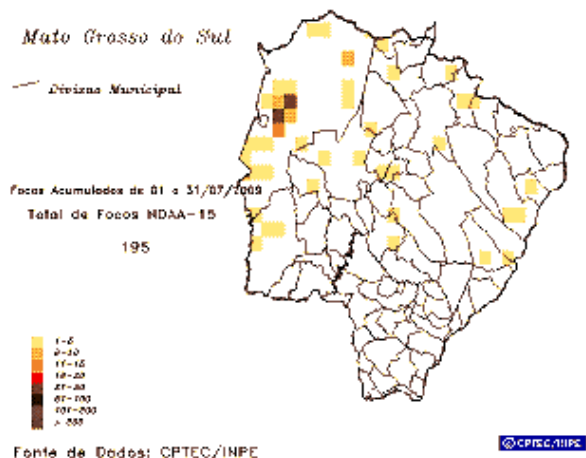 Mato Grosso do Sul
Divisao Municipal
Focos Acumulados de 01 a 31/07/2009
Total de Focos NOAA-15
195
1-5
6-10
11-15
16-20
21-50
51-100
101-200
> 200
Fonte de Dados: CPTEC/INPE
© CPTEC/INPE